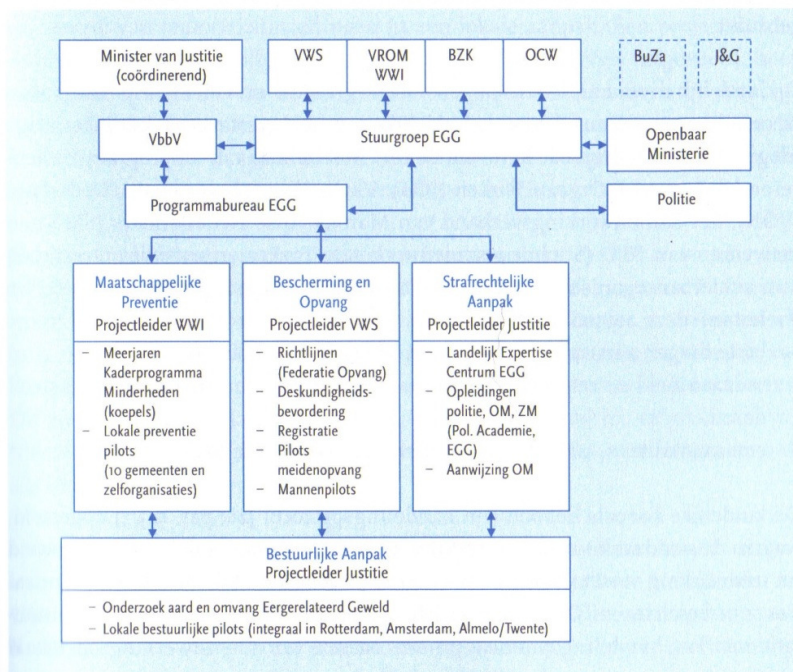 Minister van Justitie
(coördinerend)
VWS
VROM
WWI
BZK
OCW
BuZa
J&G
VbbV
Stuurgroep EGG
Openbaar
Ministerie
Programmabureau EGG
Politie
Maatschappelijke
Preventie
Projectleider WWI
– Meerjaren
Kaderprogramma
Minderheden
(koepels)
– Lokale preventie
pilots
(10 gemeenten en
zelforganisaties)
Bescherming en
Opvang
Projectleider VWS
– Richtlijnen
(Federatie Opvang)
– Deskundigheids-
bevordering
– Registratie
– Pilots
meidenopvang
– Mannenpilots
Strafrechtelijke
Aanpak
Projectleider Justitie
– Landelijk Expertise
Centrum EGG
– Opleidingen
politie, OM, ZM
(Pol. Academie,
EGG)
– Aanwijzing OM
Bestuurlijke Aanpak
Projectleider Justitie
– Onderzoek aard en omvang Eergerelateerd Geweld
– Lokale bestuurlijke pilots (integraal in Rotterdam, Amsterdam, Almelo/Twente)